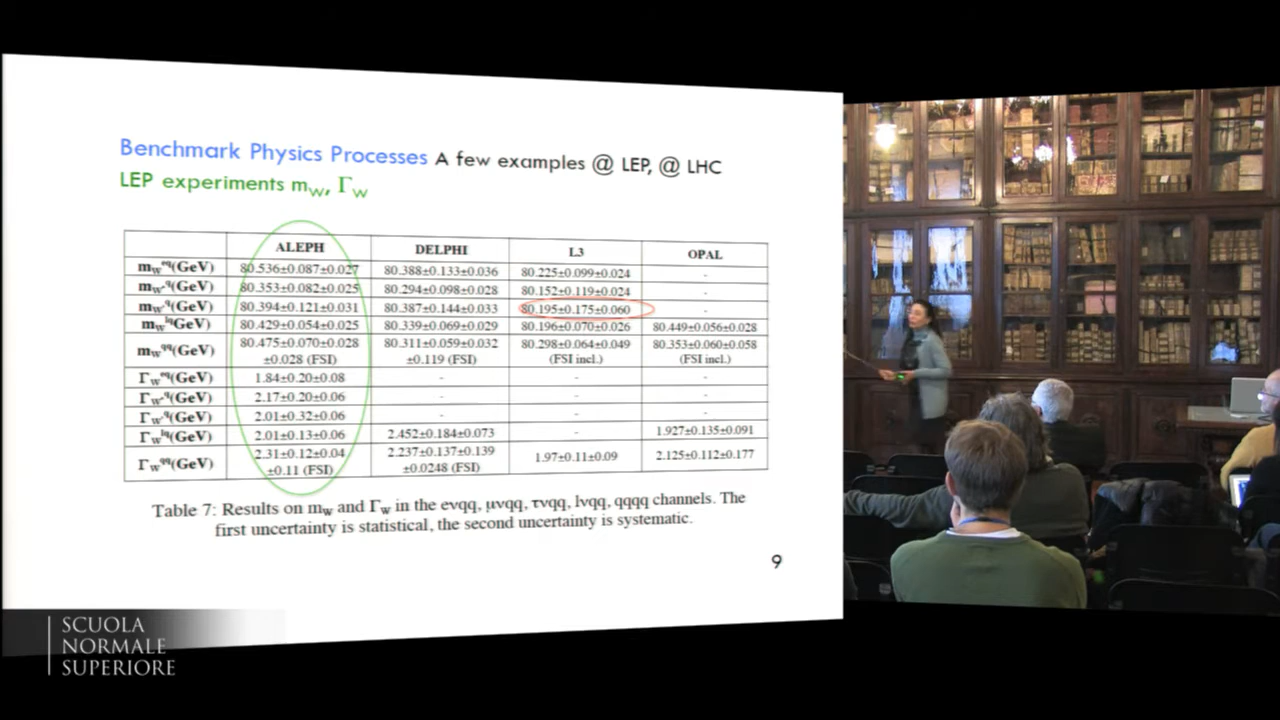 Benchmark Physics Processes A few examples @ LEP, @ LHC
LEP experiments mw, Γw
ALEPH DELPHI L3 OPAL
mw (GeV) 80.536±0.087±0.027 80.388±0.133±0.036 80.225±0.099±0.024 -
mw (GeV) 80.353±0.082±0.025 80.294±0.098±0.028 80.152±0.119±0.024 -
mw (GeV) 80.394±0.121±0.031 80.387±0.144±0.033 80.195±0.175±0.060 -
mw (GeV) 80.429±0.054±0.025 80.339±0.069±0.029 80.196±0.070±0.026 80.449±0.056±0.028
mw qq(GeV) 80.475±0.070±0.028 80.311±0.059±0.032 80.298±0.064±0.049 80.353±0.060±0.058
±0.028 (FSI) ±0.119 (FSI) (FSI incl.) (FSI incl.)
Γw (GeV) 1.84±0.20±0.08 - - -
Γw (GeV) 2.17±0.20±0.06 - - -
Γw (GeV) 2.01±0.32±0.06 - - -
Γw (GeV) 2.01±0.13±0.06 2.452±0.184±0.073 - 1.927±0.135±0.091
Γw qq(GeV) 2.31±0.12±0.04 2.237±0.137±0.139 1.97±0.11±0.09 2.125±0.112±0.177
±0.11 (FSI) ±0.0248 (FSI)
Table 7: Results on mw and Γw in the eνqq, μνqq, τνqq, lνqq, qqqq channels. The
first uncertainty is statistical, the second uncertainty is systematic.
9
SCUOLA
NORMALE
SUPERIORE